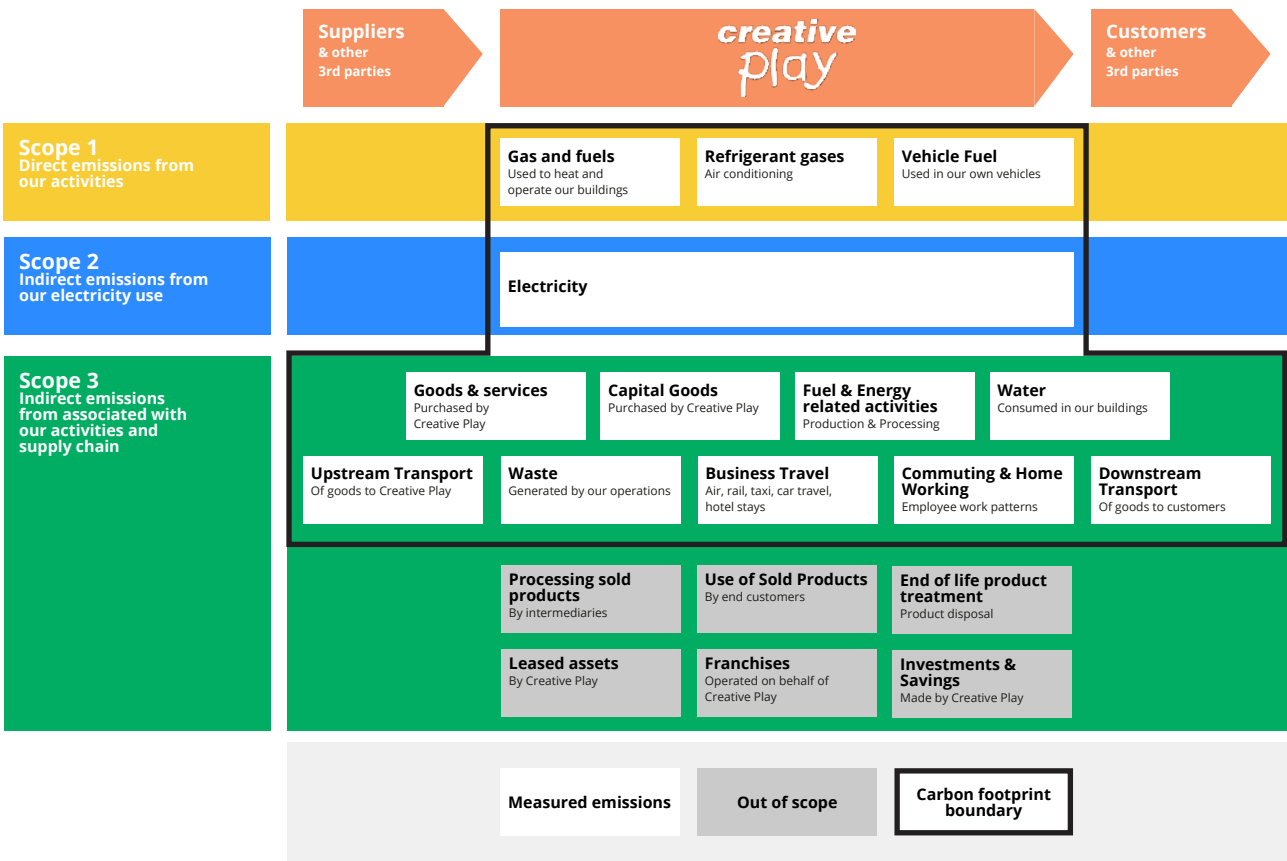 Suppliers
& other
3rd parties
creative
play
Customers
& other
3rd parties
Scope 1
Direct emissions from
our activities
Gas and fuels
Used to heat and
operate our buildings
Refrigerant gases
Air conditioning
Vehicle Fuel
Used in our own vehicles
Scope 2
Indirect emissions from
our electricity use
Electricity
Scope 3
Indirect emissions
from associated with
our activities and
supply chain
Goods & services
Purchased by
Creative Play
Capital Goods
Purchased by Creative Play
Fuel & Energy
related activities
Production & Processing
Water
Consumed in our buildings
Upstream Transport
Of goods to Creative Play
Waste
Generated by our operations
Business Travel
Air, rail, taxi, car travel,
hotel stays
Commuting & Home
Working
Employee work patterns
Downstream
Transport
Of goods to customers
Processing sold
products
By intermediaries
Use of Sold Products
By end customers
End of life product
treatment
Product disposal
Leased assets
By Creative Play
Franchises
Operated on behalf of
Creative Play
Investments &
Savings
Made by Creative Play
Measured emissions
Out of scope
Carbon footprint
boundary